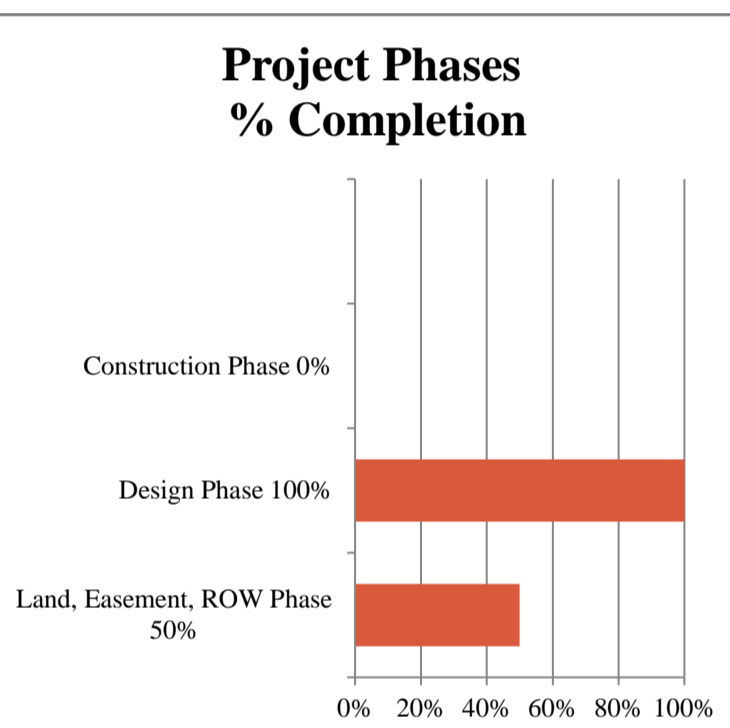 Project Phases
% Completion
Construction Phase 0%
Design Phase 100%
Land, Easement, ROW Phase
50%
0% 20% 40% 60% 80% 100%